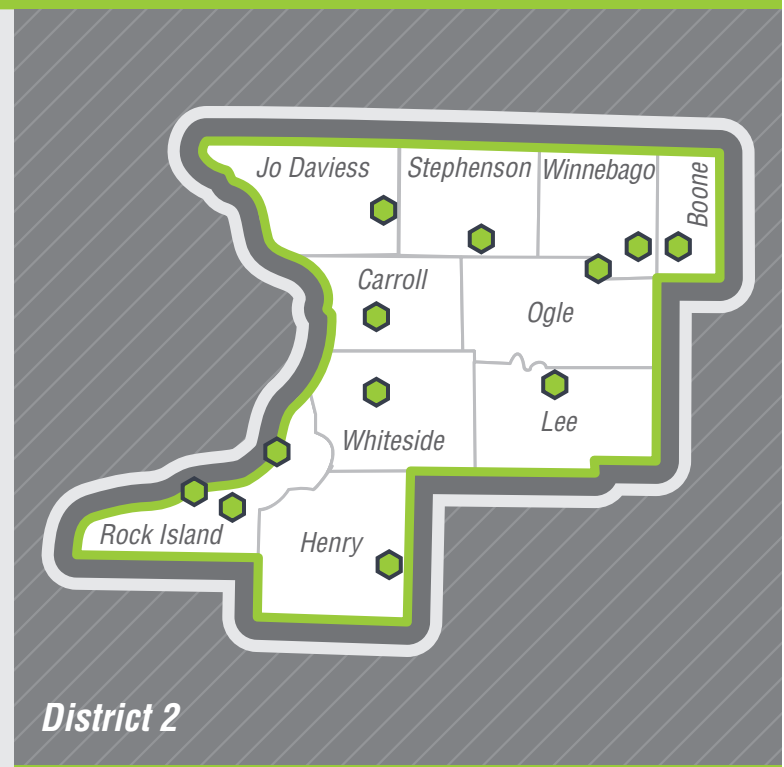 Jo Daviess
Stephenson
Winnebago
Boone
Carroll
Ogle
Whiteside
Lee
Rock Island
Henry
District 2